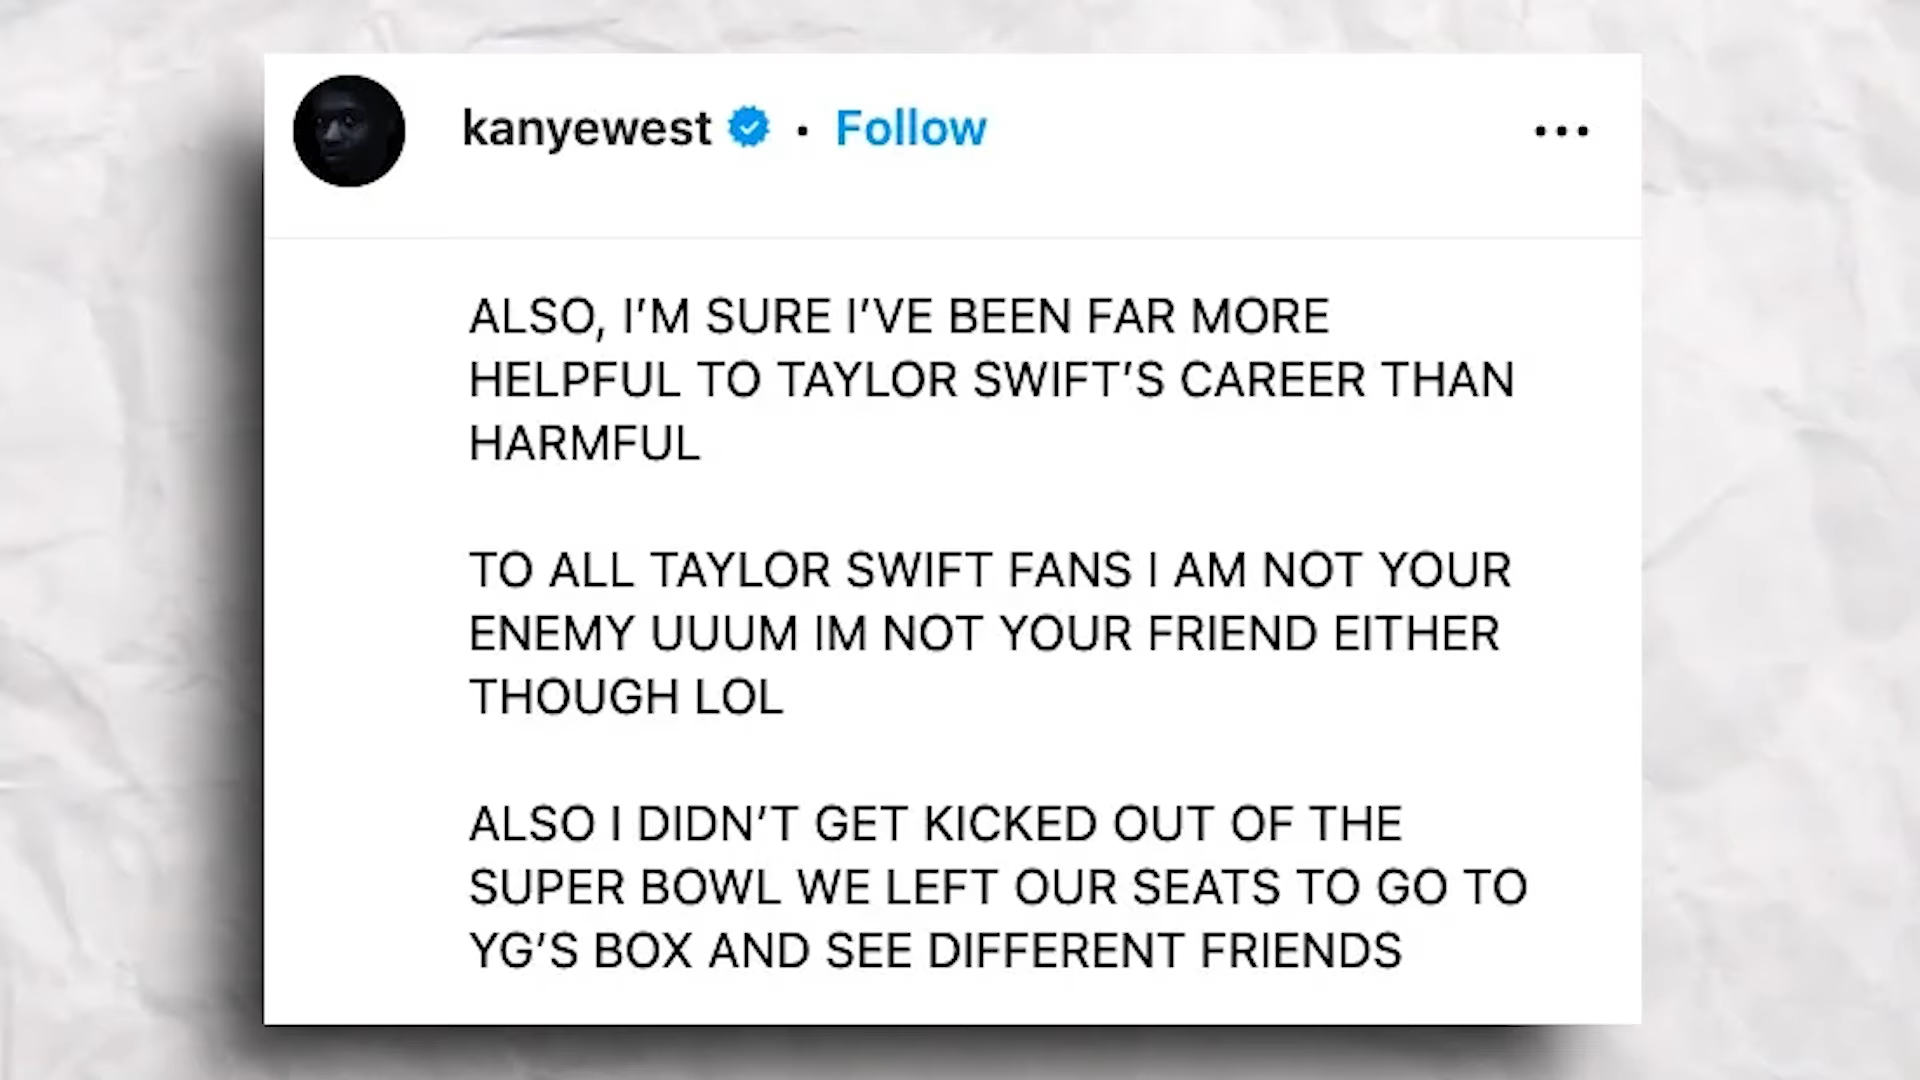 kanyewest • Follow
ALSO, I'M SURE I'VE BEEN FAR MORE
HELPFUL TO TAYLOR SWIFT'S CAREER THAN
HARMFUL
TO ALL TAYLOR SWIFT FANS I AM NOT YOUR
ENEMY UUUM IM NOT YOUR FRIEND EITHER
THOUGH LOL
ALSO I DIDN'T GET KICKED OUT OF THE
SUPER BOWL WE LEFT OUR SEATS TO GO TO
YG'S BOX AND SEE DIFFERENT FRIENDS